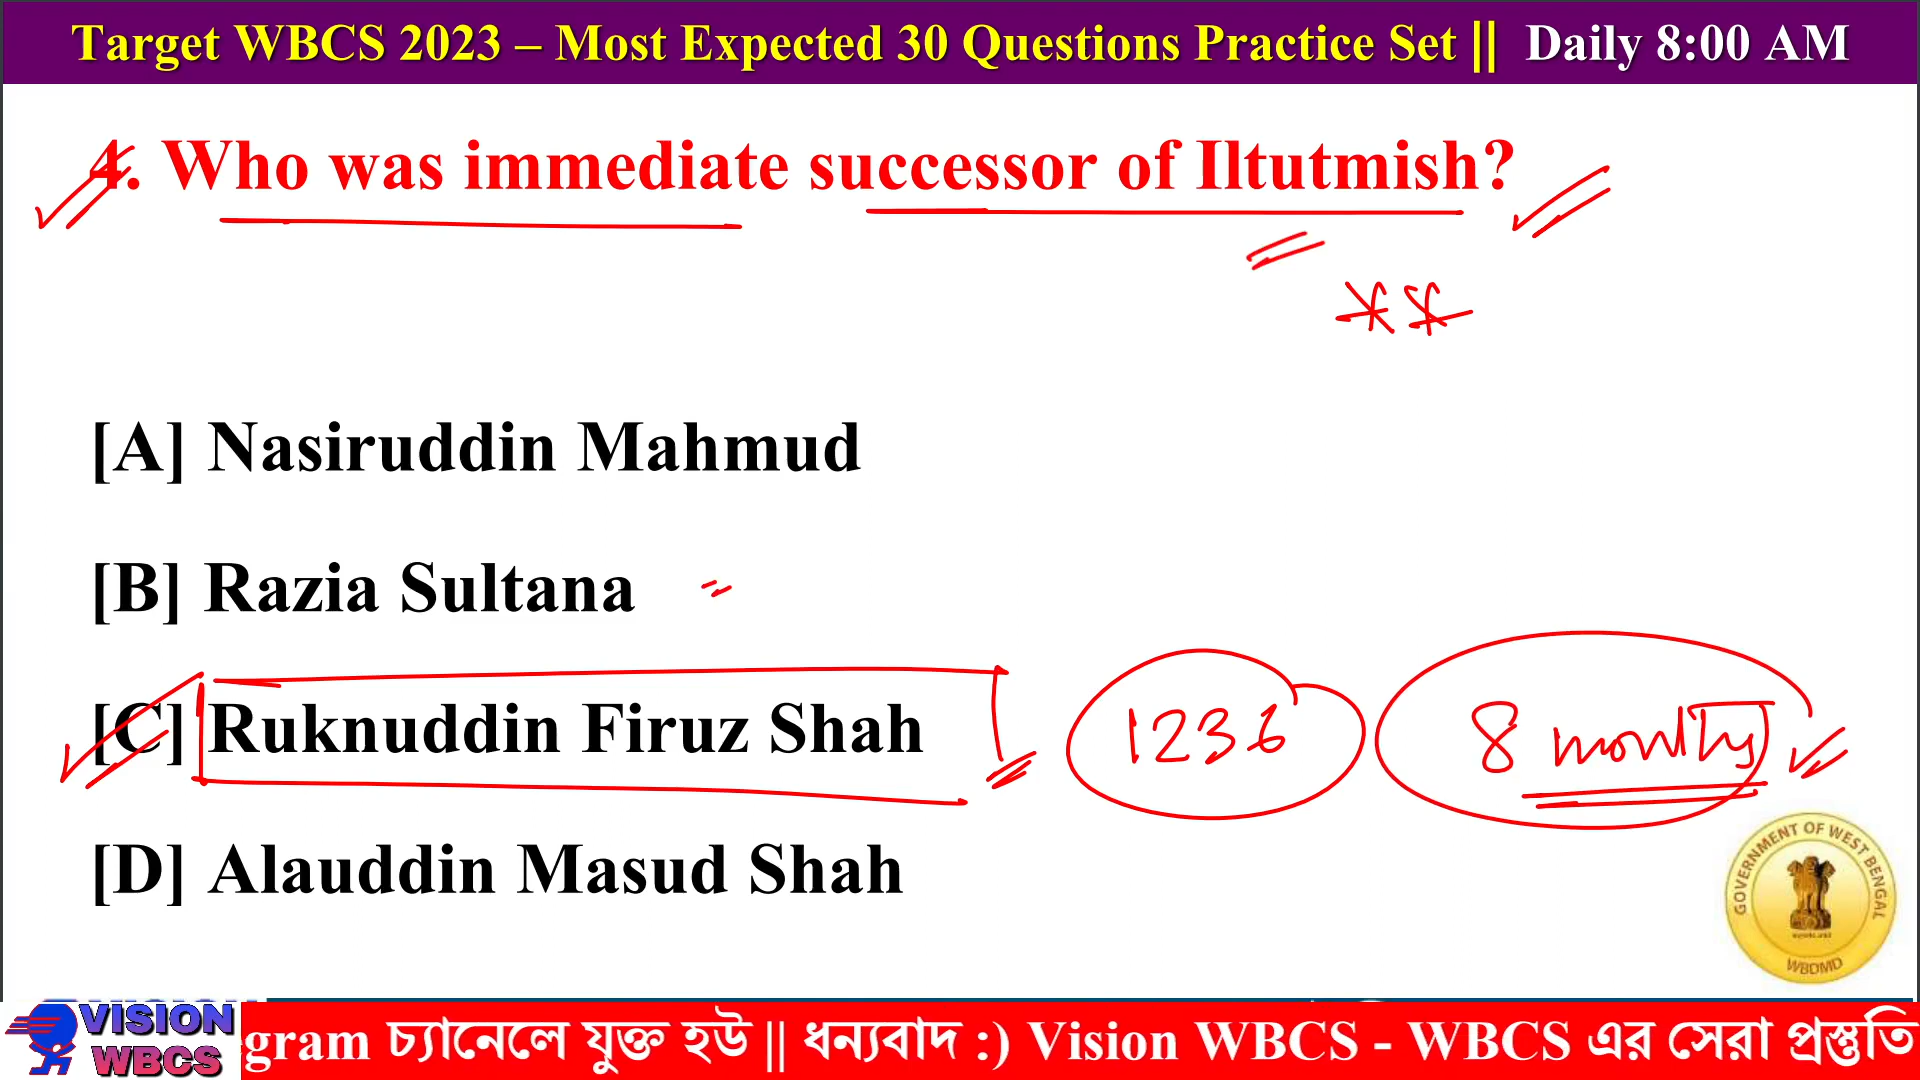 Target WBCS 2023 – Most Expected 30 Questions Practice Set || Daily 8:00 AM
4. Who was immediate successor of Iltutmish?
**
[A] Nasiruddin Mahmud
[B] Razia Sultana
[C] Ruknuddin Firuz Shah 1236 8 months
[D] Alauddin Masud Shah
GOVERNMENT OF WEST BENGAL
WBDMD
VISION WBCS
egram চ্যানেলে যুক্ত হউ || ধন্যবাদ :) Vision WBCS - WBCS এর সেরা প্রস্তুতি